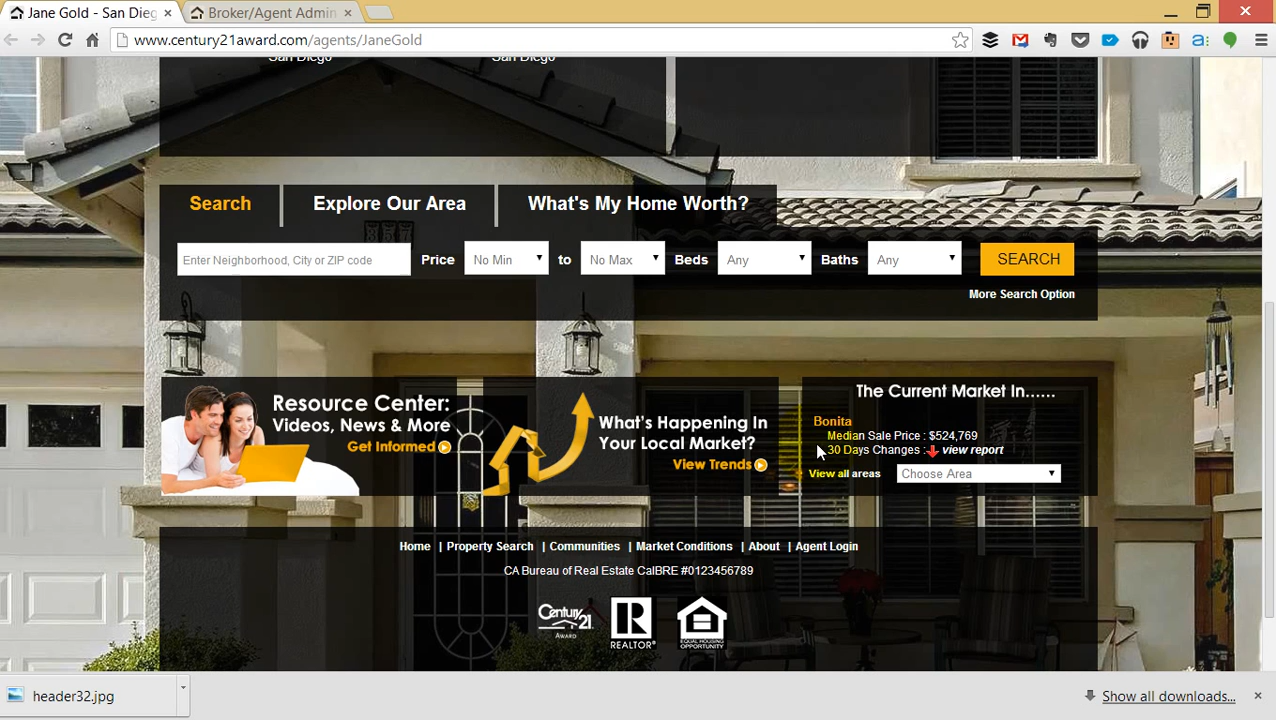 Jane Gold - San Dieg
Broker/Agent Admin
www.century21award.com/agents/JaneGold
San Diego
San Diego
Search
Explore Our Area
What's My Home Worth?
Enter Neighborhood, City or ZIP code
Price
No Min
to
No Max
Beds
Any
Baths
Any
SEARCH
More Search Option
Resource Center:
Videos, News & More
Get Informed
What's Happening In
Your Local Market?
View Trends
The Current Market In......
Bonita
Median Sale Price : $524,769
30 Days Changes : view report
View all areas
Choose Area
Home | Property Search | Communities | Market Conditions | About | Agent Login
CA Bureau of Real Estate CalBRE #0123456789
Century 21
AWARD
REALTOR®
EQUAL HOUSING
OPPORTUNITY
header32.jpg
Show all downloads...